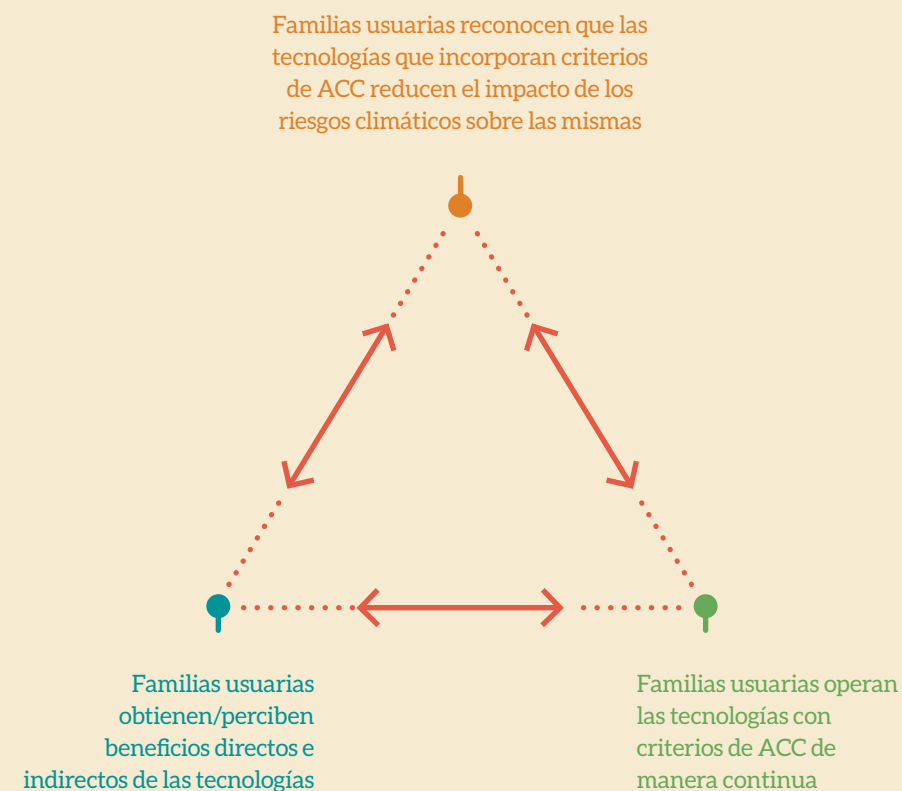 Familias usuarias reconocen que las
tecnologías que incorporan criterios
de ACC reducen el impacto de los
riesgos climáticos sobre las mismas
Familias usuarias
obtienen/perciben
beneficios directos e
indirectos de las tecnologías
Familias usuarias operan
las tecnologías con
criterios de ACC de
manera continua